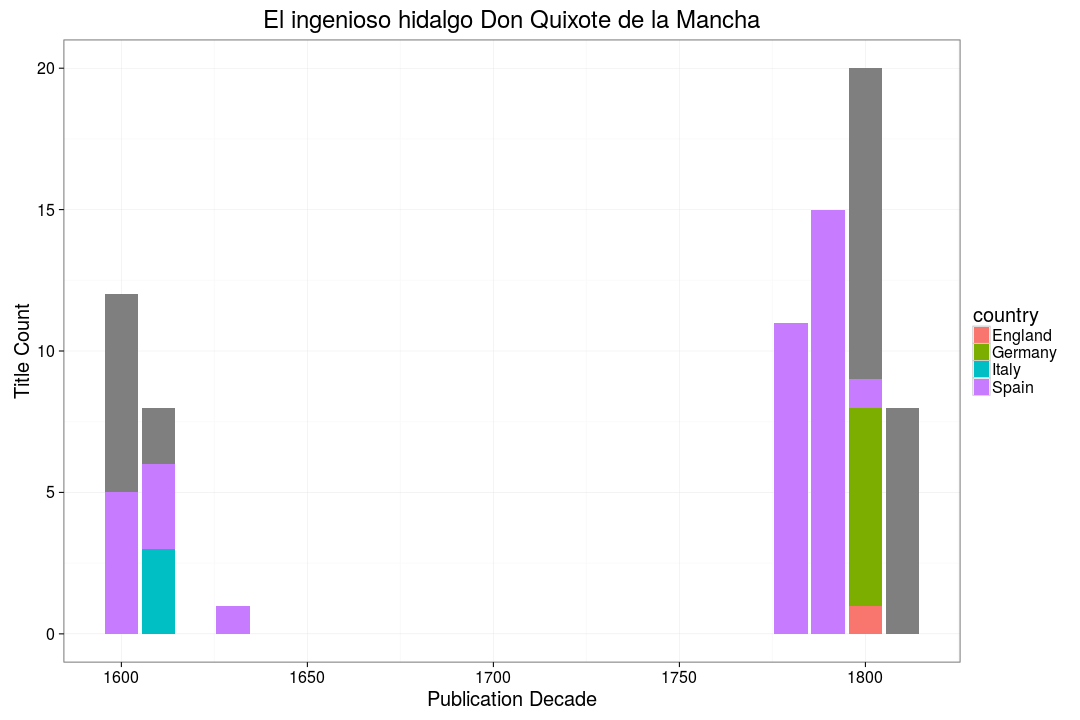 El ingenioso hidalgo Don Quixote de la Mancha
20
15
10
5
0
Title Count
1600 1650 1700 1750 1800
Publication Decade
country
England
Germany
Italy
Spain